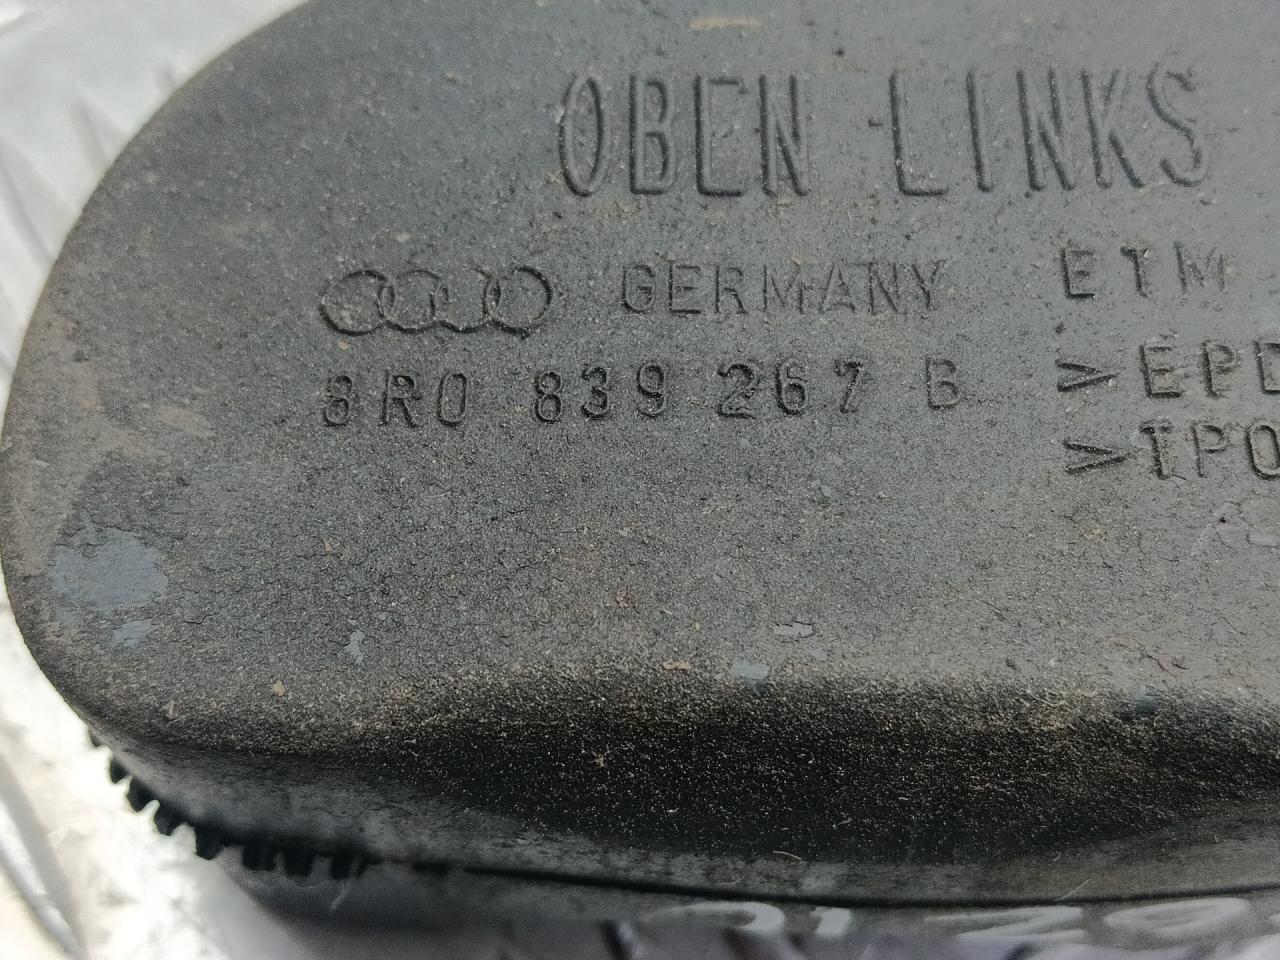 OBEN LINKS
GERMANY ETM
8R0 839 267 B >EPD
>TPO